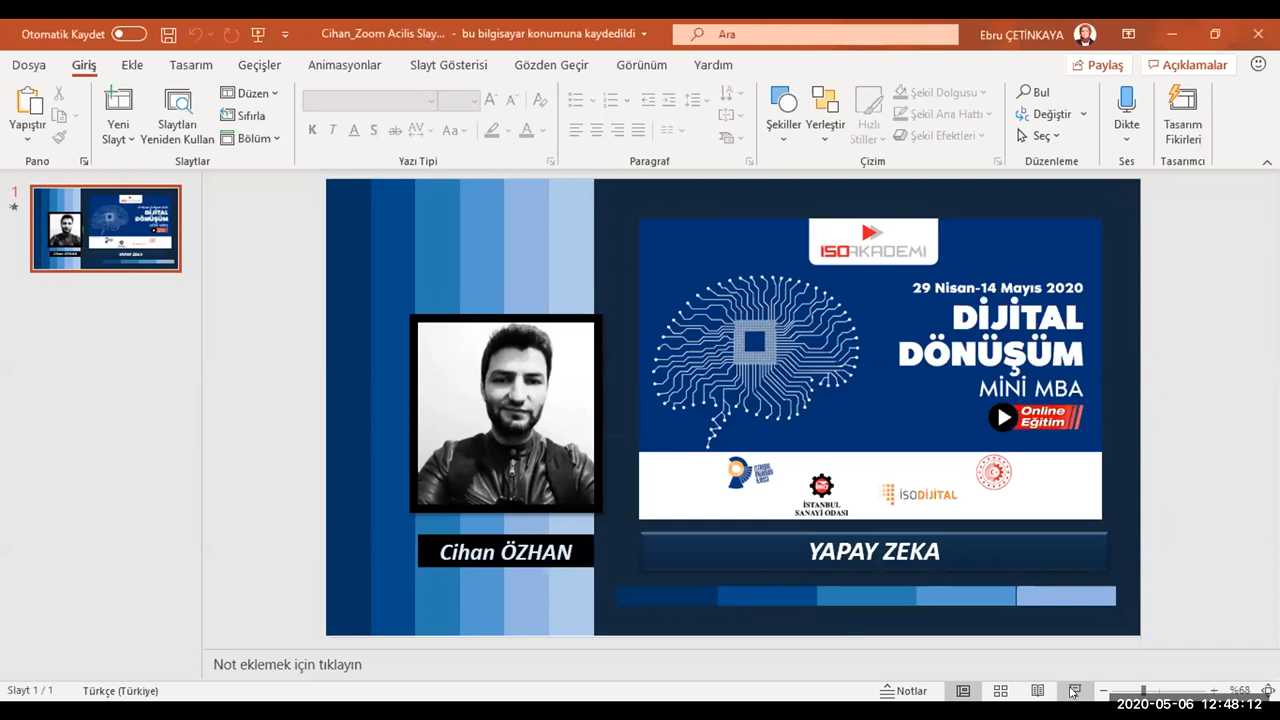 Otomatik Kaydet
Cihan_Zoom Acilis Slay... - bu bilgisayar konumuna kaydedildi
Ara
Ebru ÇETİNKAYA
Dosya Giriş Ekle Tasarım Geçişler Animasyonlar Slayt Gösterisi Gözden Geçir Görünüm Yardım
Paylaş Açıklamalar
Yapıştır
Yeni Slayt
Slaytları Yeniden Kullan
Düzen
Sıfırla
Bölüm
K T A S ab AV Aa A
Şekiller
Yerleştir
Hızlı Stiller
Şekil Dolgusu
Şekil Ana Hattı
Şekil Efektleri
Bul
Değiştir
Seç
Dikte
Tasarım Fikirleri
Pano Slaytlar Yazı Tipi Paragraf Çizim Düzenleme Ses Tasarımcı
1
ISOAKADEMİ
29 Nisan-14 Mayıs 2020
DİJİTAL
DÖNÜŞÜM
MİNİ MBA
Online
Eğitim
İSTANBUL
SANAYİ ODASI
İSODİJİTAL
Cihan ÖZHAN
YAPAY ZEKA
Not eklemek için tıklayın
Slayt 1 / 1
Türkçe (Türkiye)
Notlar
%68
2020-05-06 12:48:12